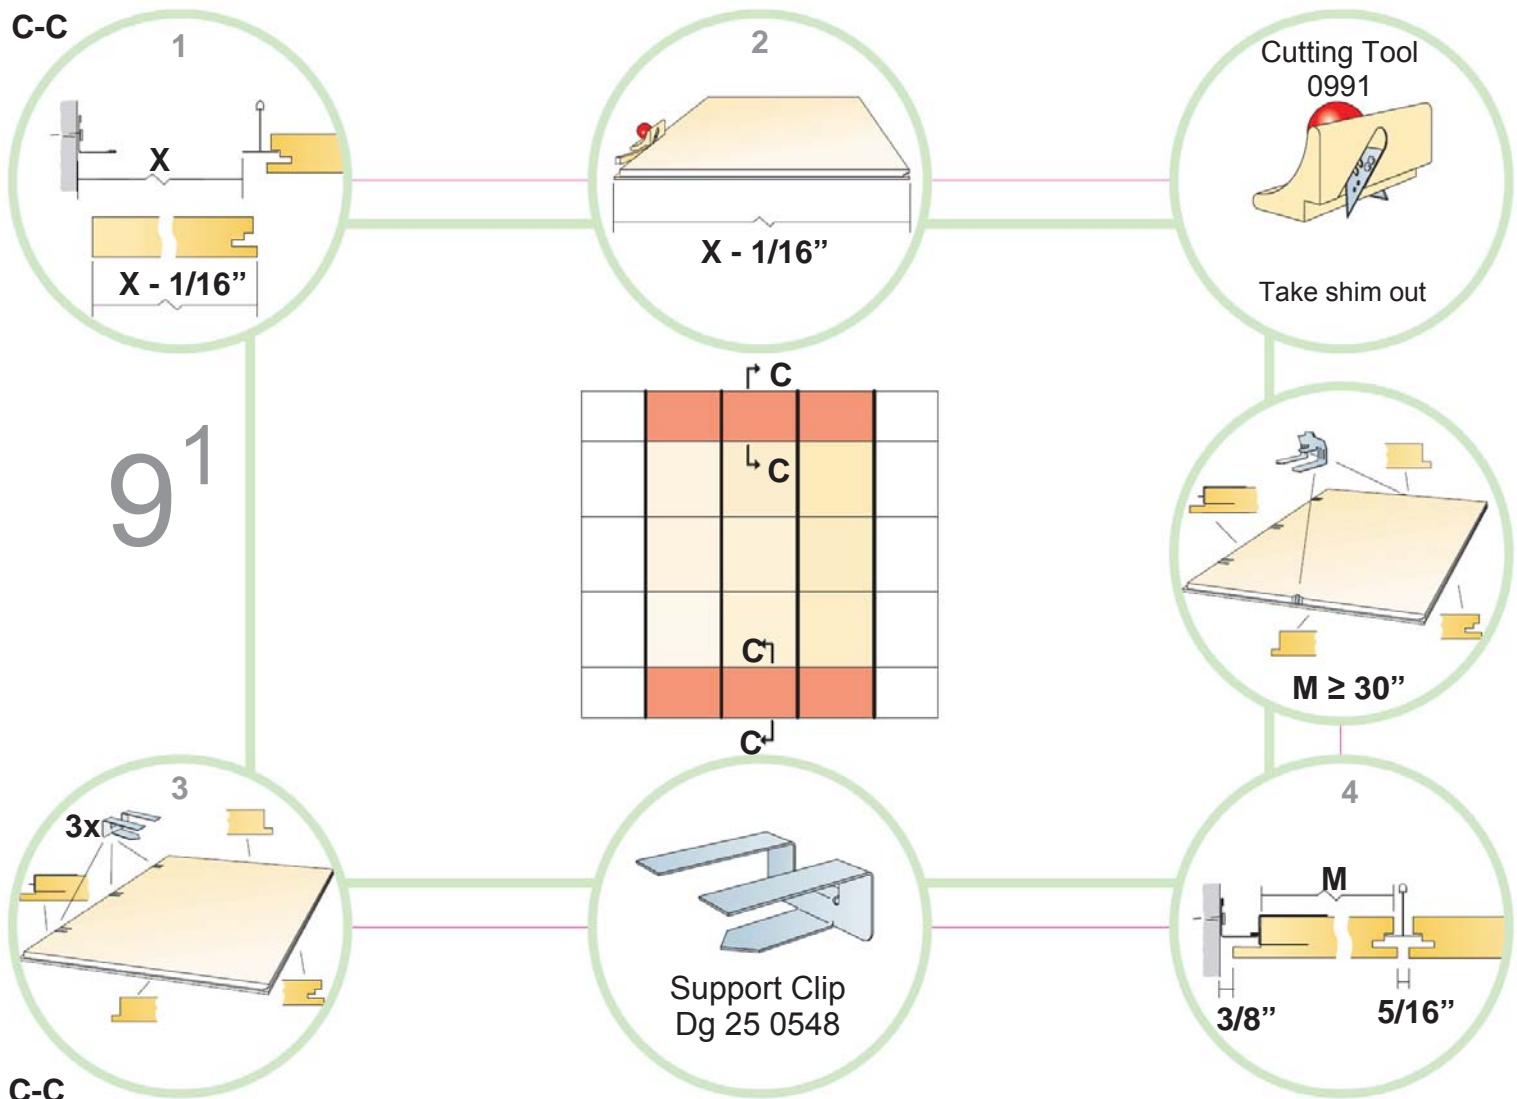 C-C
1
X
X - 1/16”
2
X - 1/16”
Cutting Tool
0991
Take shim out
9 1
C
C
C
C
M ≥ 30”
3
3x
Support Clip
Dg 25 0548
4
M
3/8”
5/16”
C-C